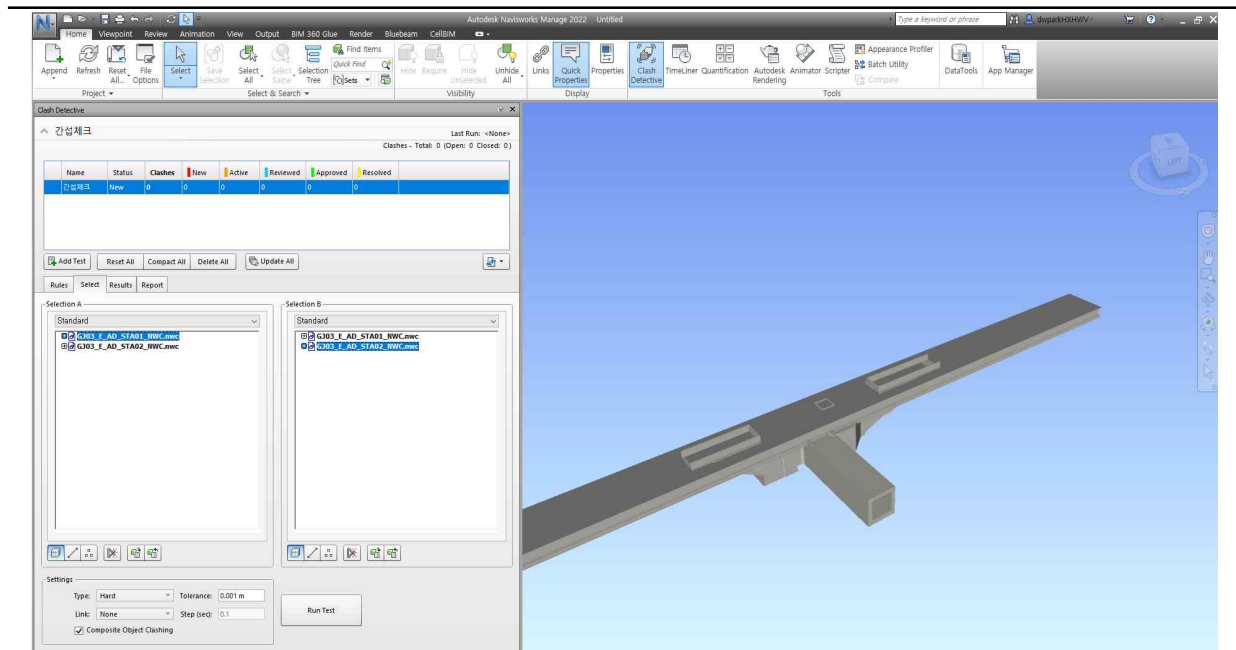 Autodesk Navisworks Manage 2022 Untitled
Type a keyword or phrase
dwparkHXHWV
Home Viewpoint Review Animation View Output BIM 360 Glue Render Bluebeam CellBIM
Append Refresh Reset All... File Options Select Save Selection Select All Select Same Selection Tree
Find Items
Quick Find
Sets
Hide Require Hide Unselected Unhide All
Links Quick Properties Properties
Clash Detective TimeLiner Quantification Autodesk Rendering Animator Scripter
Appearance Profiler
Batch Utility
Compare
DataTools App Manager
Project Select & Search Visibility Display Tools
Clash Detective
간섭체크
Last Run: <None>
Clashes - Total: 0 (Open: 0 Closed: 0)
Name Status Clashes New Active Reviewed Approved Resolved
간섭체크 New 0 0 0 0 0 0
Add Test Reset All Compact All Delete All Update All
Rules Select Results Report
Selection A
Standard
GJ03_E_AD_STA01_NWC.nwc
GJ03_E_AD_STA02_NWC.nwc
Selection B
Standard
GJ03_E_AD_STA01_NWC.nwc
GJ03_E_AD_STA02_NWC.nwc
Settings
Type: Hard Tolerance: 0.001 m
Link: None Step (sec): 0.1
Composite Object Clashing
Run Test
LEFT